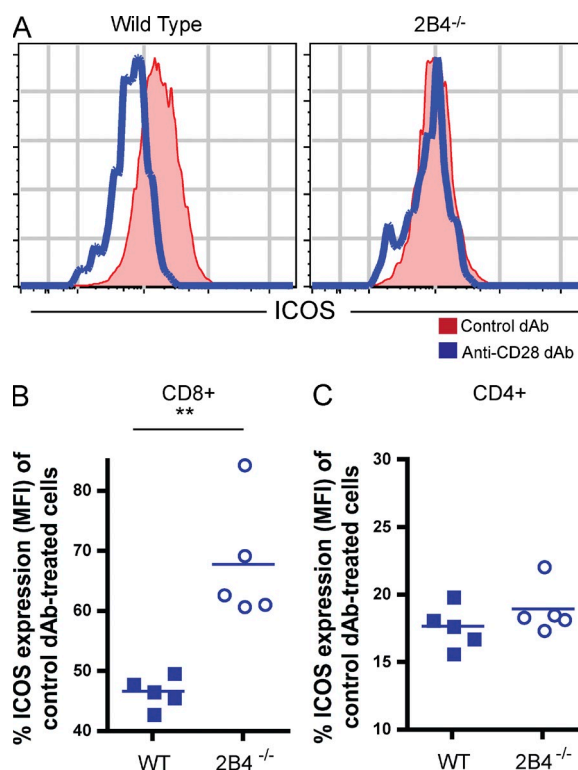 A
Wild Type
2B4-/-
ICOS
Control dAb
Anti-CD28 dAb
B
CD8+
**
% ICOS expression (MFI) of
control dAb-treated cells
80
70
60
50
40
WT
2B4 -/-
C
CD4+
% ICOS expression (MFI) of
control dAb-treated cells
30
25
20
15
10
WT
2B4 -/-